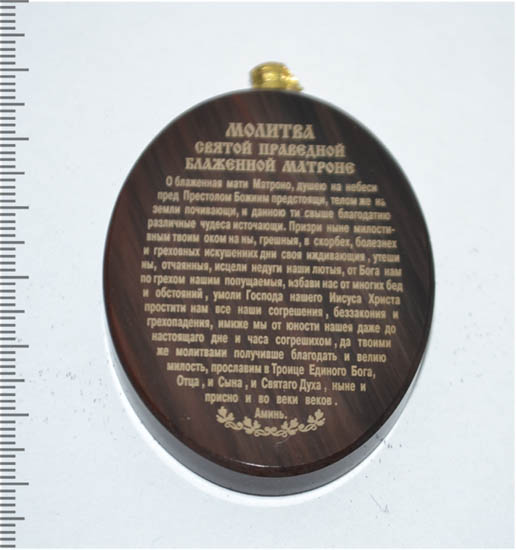 МОЛИТВА
СВЯТОЙ ПРАВЕДНОЙ
БЛАЖЕННОЙ МАТРОНЕ
О блаженная мати Матроно, душею на небеси
пред Престолом Божиим предстоящи, телом же на
земли почивающи, и данною ти свыше благодатию
различные чудеса источающи. Призри ныне милости-
вным твоим оком на ны, грешныя, в скорбех, болезнех
и греховных искушениих дни своя иждивающия, утеши
ны, отчаянныя, исцели недуги наши лютыя, от Бога нам
по грехом нашим попущаемыя, избави нас от многих бед
и обстояний, умоли Господа нашего Иисуса Христа
простити нам все наши согрешения, беззакония и
грехопадения, имиже мы от юности нашея даже до
настоящаго дне и часа согрешихом, да твоими
же молитвами получивше благодать и велию
милость, прославим в Троице Единого Бога,
Отца, и Сына, и Святаго Духа, ныне и
присно и во веки веков.
Аминь.